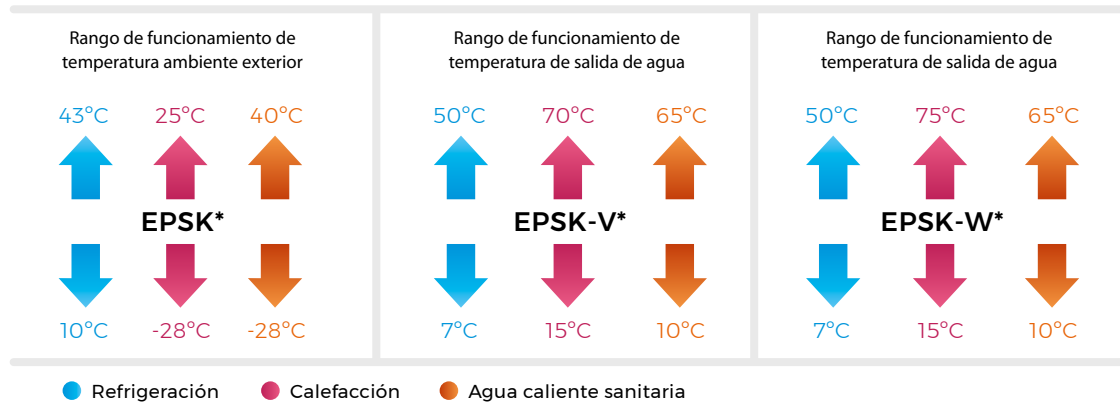 Rango de funcionamiento de
temperatura ambiente exterior
43°C 25°C 40°C
EPSK*
10°C -28°C -28°C
Rango de funcionamiento de
temperatura de salida de agua
50°C 70°C 65°C
EPSK-V*
7°C 15°C 10°C
Rango de funcionamiento de
temperatura de salida de agua
50°C 75°C 65°C
EPSK-W*
7°C 15°C 10°C
Refrigeración Calefacción Agua caliente sanitaria